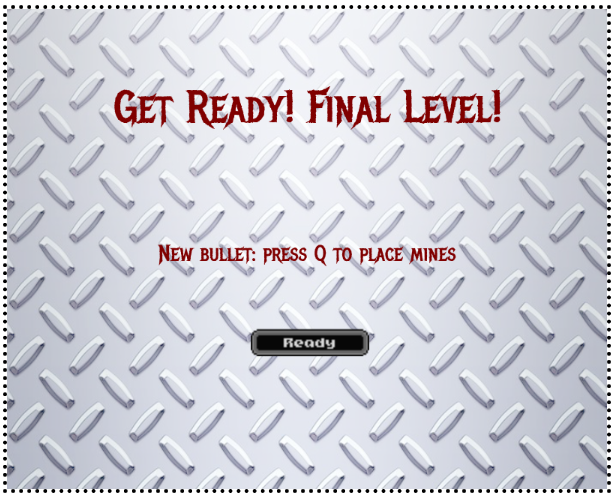 Get Ready! Final Level!
New bullet: press Q to place mines
Ready